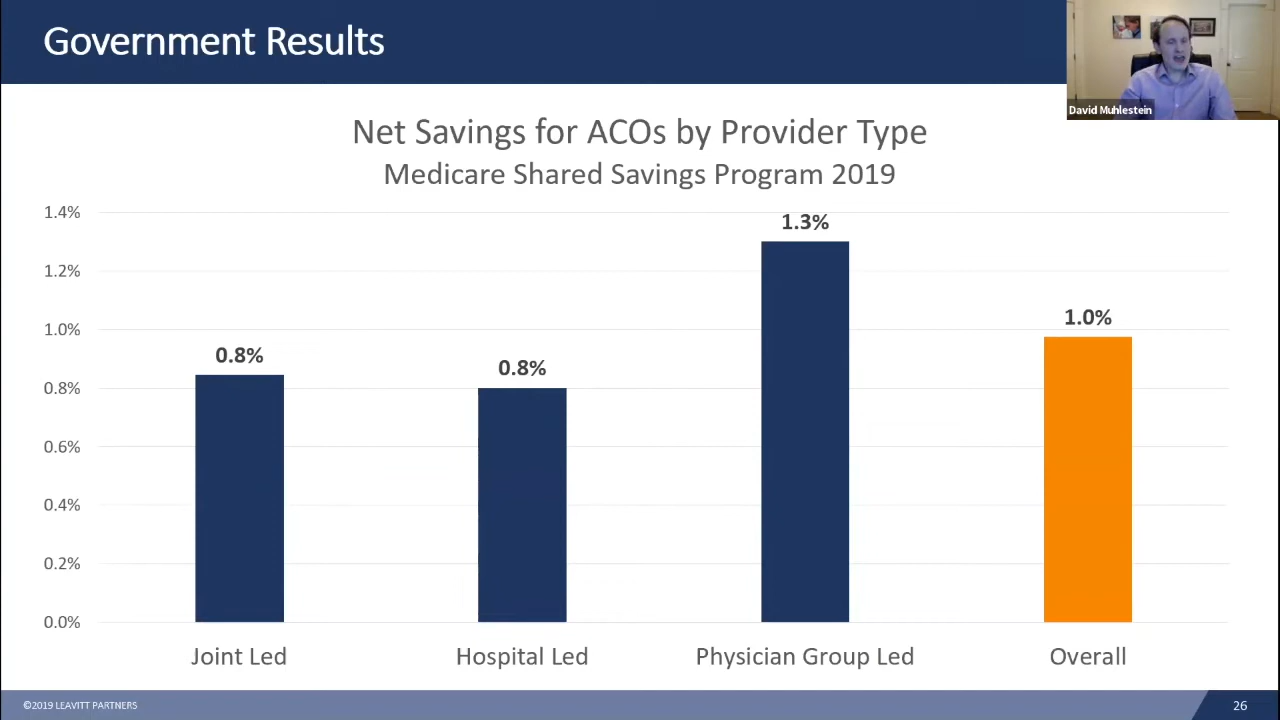 Government Results
David Muhlestein
Net Savings for ACOs by Provider Type
Medicare Shared Savings Program 2019
1.4%
1.2%
1.0%
0.8%
0.6%
0.4%
0.2%
0.0%
0.8%
0.8%
1.3%
1.0%
Joint Led
Hospital Led
Physician Group Led
Overall
©2019 LEAVITT PARTNERS
26